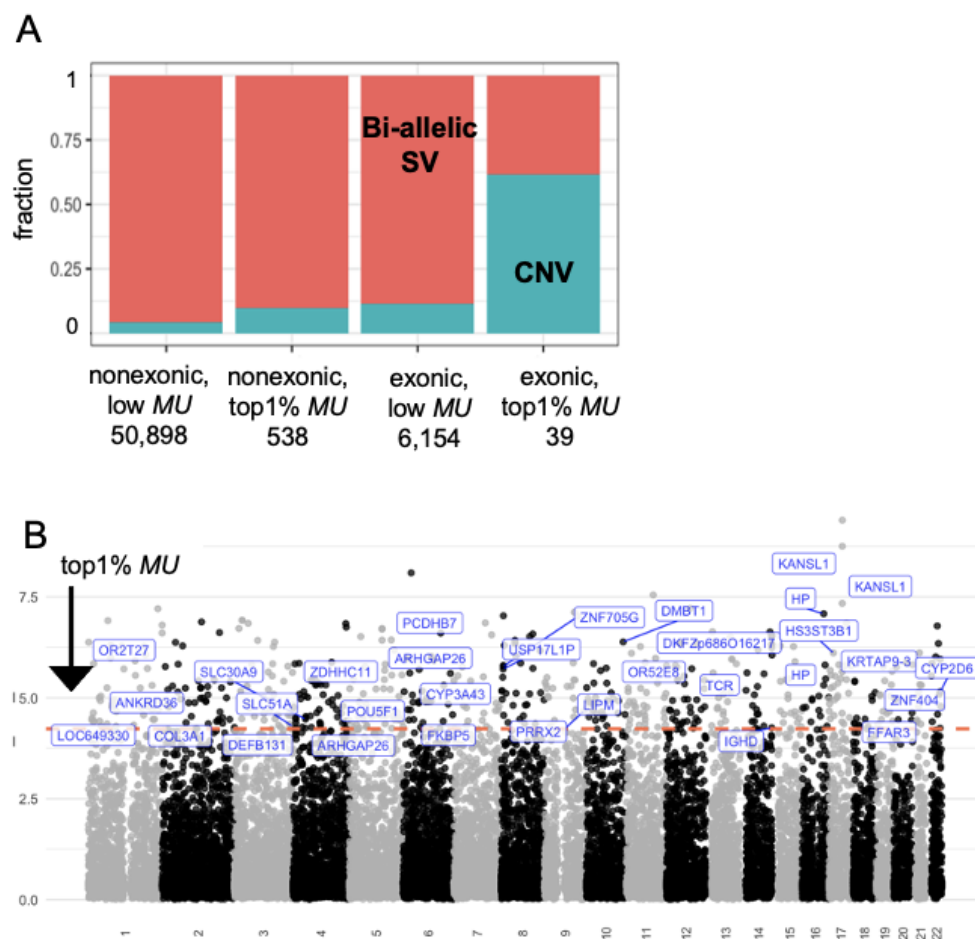 A
1
0.75
0.50
0.25
0
fraction
Bi-allelic
SV
CNV
nonexonic,
low MU
50,898
nonexonic,
top1% MU
538
exonic,
low MU
6,154
exonic,
top1% MU
39
B
top1% MU
7.5
15.0
2.5
0.0
KANSL1
KANSL1
HP
ZNF705G
DMBT1
PCDHB7
HS3ST3B1
DKFZp686O16217
OR2T27
USP17L1P
ARHGAP26
KRTAP9-3
CYP2D6
SLC30A9
ZDHHC11
OR52E8
HP
TCR
CYP3A43
ANKRD36
SLC51A
LIPM
ZNF404
POU5F1
LOC649330
COL3A1
FKBP5
PRRX2
FFAR3
DEFB131
ARHGAP26
IGHD
1
2
3
4
5
6
7
8
9
10
11
12
13
14
15
16
17
18
19
20
21
22